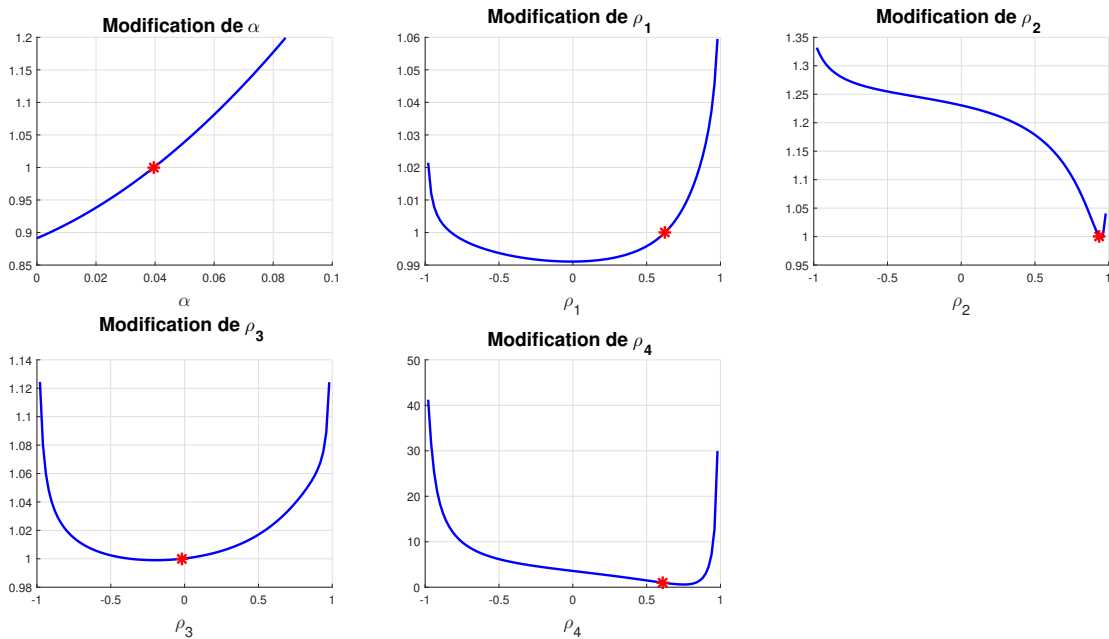 Modification de α
1.2
1.15
1.1
1.05
1
0.95
0.9
0.85
0 0.02 0.04 0.06 0.08 0.1
α
Modification de ρ1
1.06
1.05
1.04
1.03
1.02
1.01
1
0.99
-1 -0.5 0 0.5 1
ρ1
Modification de ρ2
1.35
1.3
1.25
1.2
1.15
1.1
1.05
1
0.95
-1 -0.5 0 0.5 1
ρ2
Modification de ρ3
1.14
1.12
1.1
1.08
1.06
1.04
1.02
1
0.98
-1 -0.5 0 0.5 1
ρ3
Modification de ρ4
50
40
30
20
10
0
-1 -0.5 0 0.5 1
ρ4